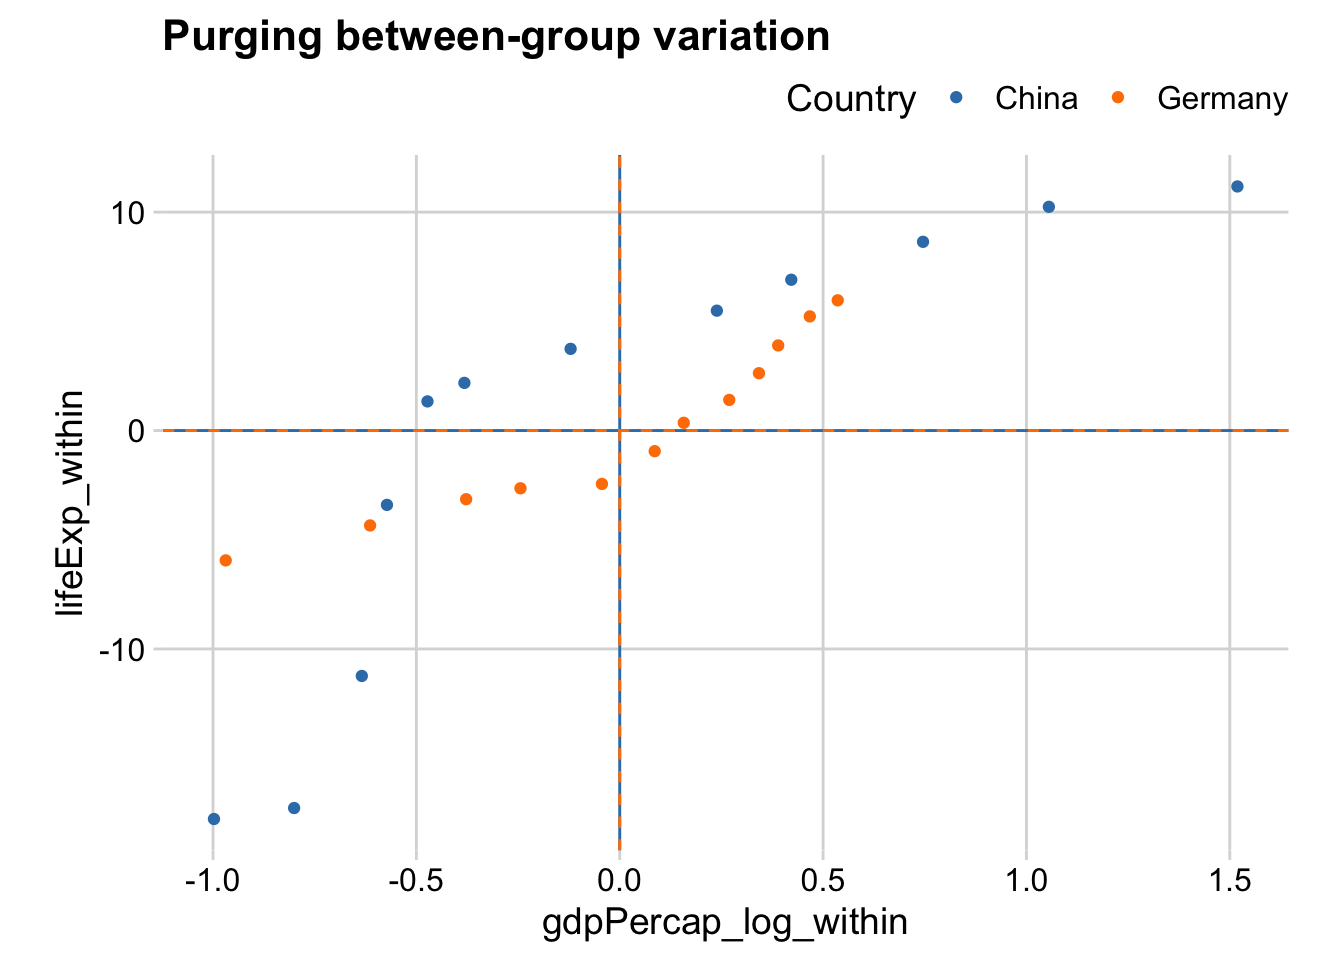 Purging between-group variation
Country China Germany
10
0
-10
lifeExp_within
-1.0 -0.5 0.0 0.5 1.0 1.5
gdpPercap_log_within